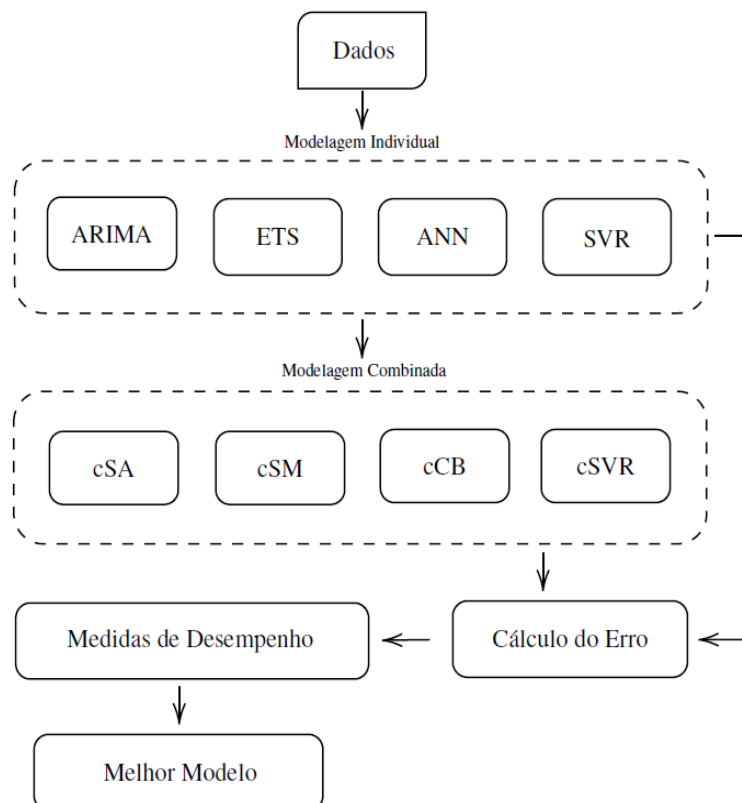 Dados
Modelagem Individual
ARIMA
ETS
ANN
SVR
Modelagem Combinada
cSA
cSM
cCB
cSVR
Medidas de Desempenho
Cálculo do Erro
Melhor Modelo